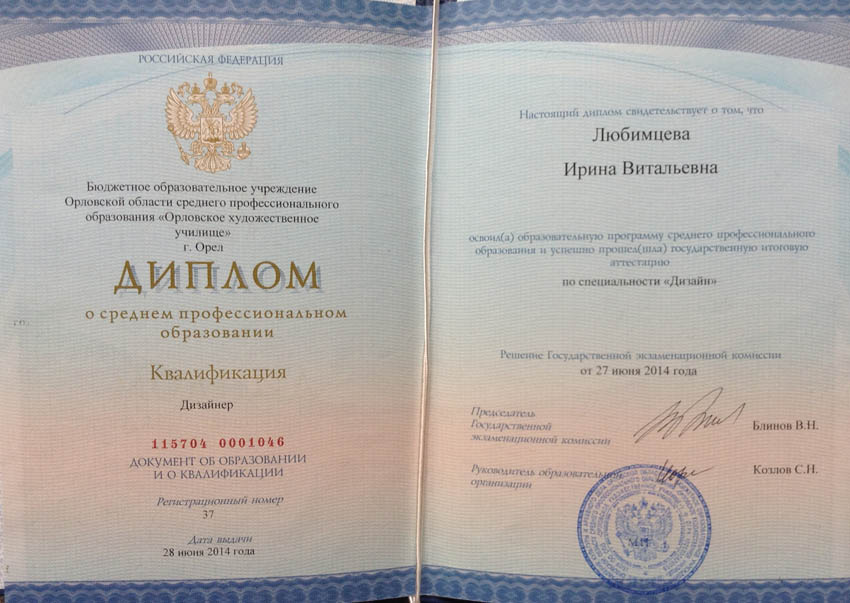 РОССИЙСКАЯ ФЕДЕРАЦИЯ
Бюджетное образовательное учреждение
Орловской области среднего профессионального
образования «Орловское художественное
училище»
г. Орел
ДИПЛОМ
о среднем профессиональном
образовании
Квалификация
Дизайнер
115704 0001046
ДОКУМЕНТ ОБ ОБРАЗОВАНИИ
И О КВАЛИФИКАЦИИ
Регистрационный номер
37
Дата выдачи
28 июня 2014 года
Настоящий диплом свидетельствует о том, что
Любимцева
Ирина Витальевна
освоил(а) образовательную программу среднего профессионального
образования и успешно прошел(шла) государственную итоговую
аттестацию
по специальности «Дизайн»
Решение Государственной экзаменационной комиссии
от 27 июня 2014 года
Председатель
Государственной
экзаменационной комиссии
Блинов В.Н.
Руководитель образовательной
организации
Козлов С.Н.
М.П.